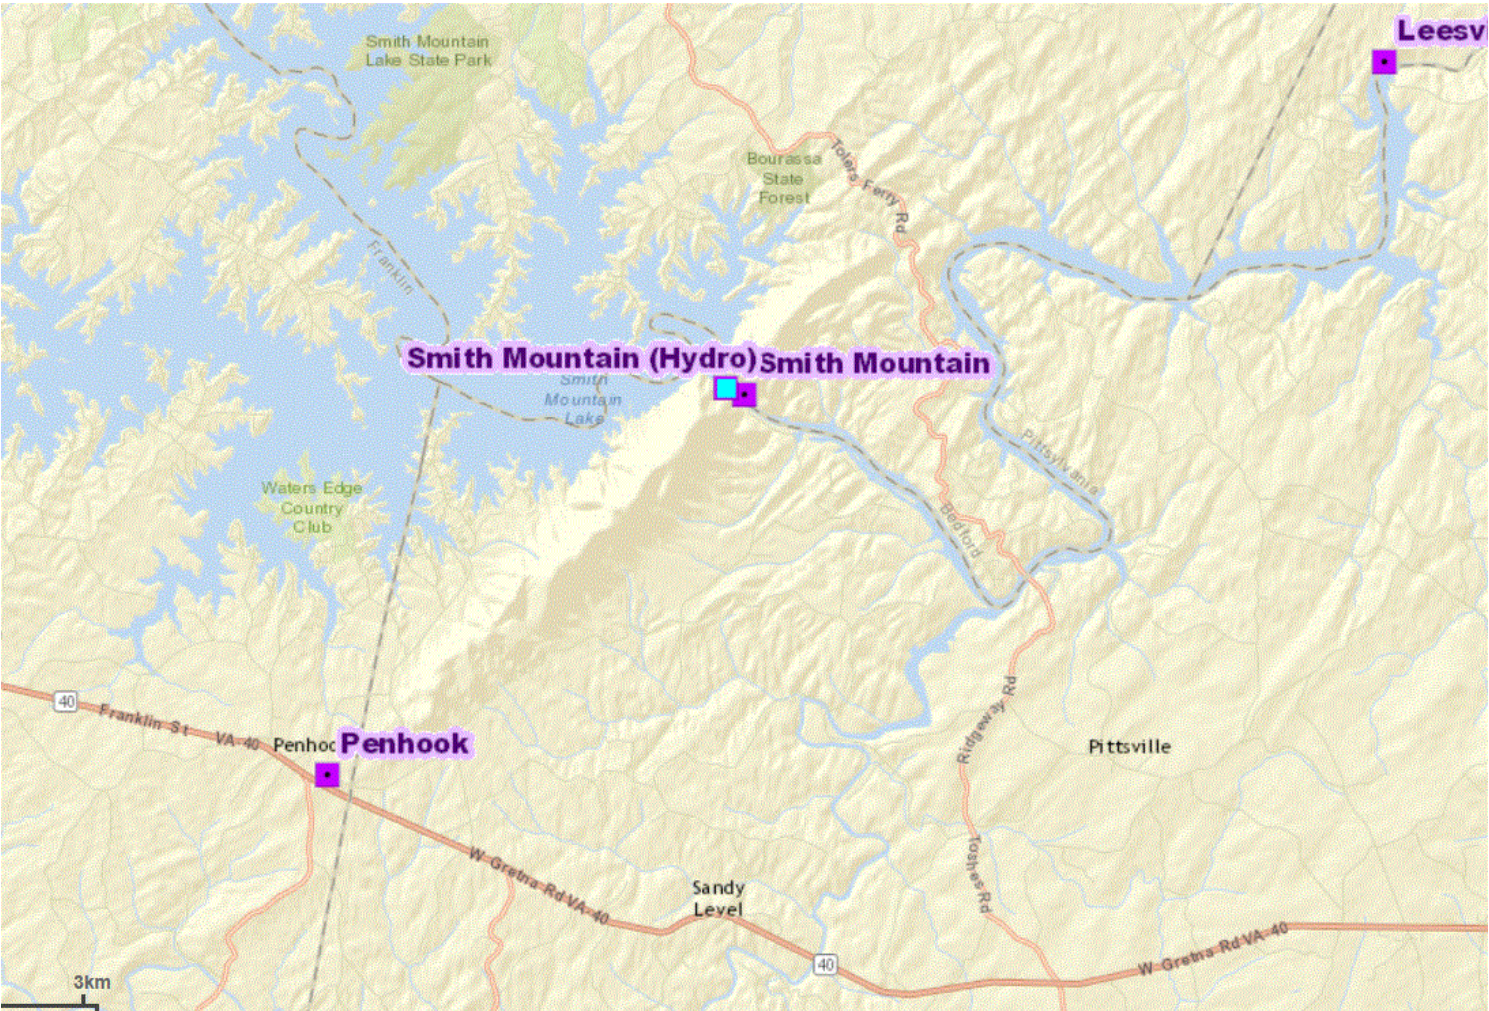 Leesvi
Smith Mountain
Lake State Park
Bourassa
State
Forest
Tolers Ferry Rd
Franklin
Smith Mountain (Hydro)
Smith Mountain
Smith
Mountain
Lake
Pittsylvania
Waters Edge
Country
Club
Bedford
40
Franklin St
VA 40
Penhoo
Penhook
Ridgeway Rd
Pittsville
W Gretna Rd VA 40
Toshes Rd
Sandy
Level
40
W Gretna Rd VA 40
3km